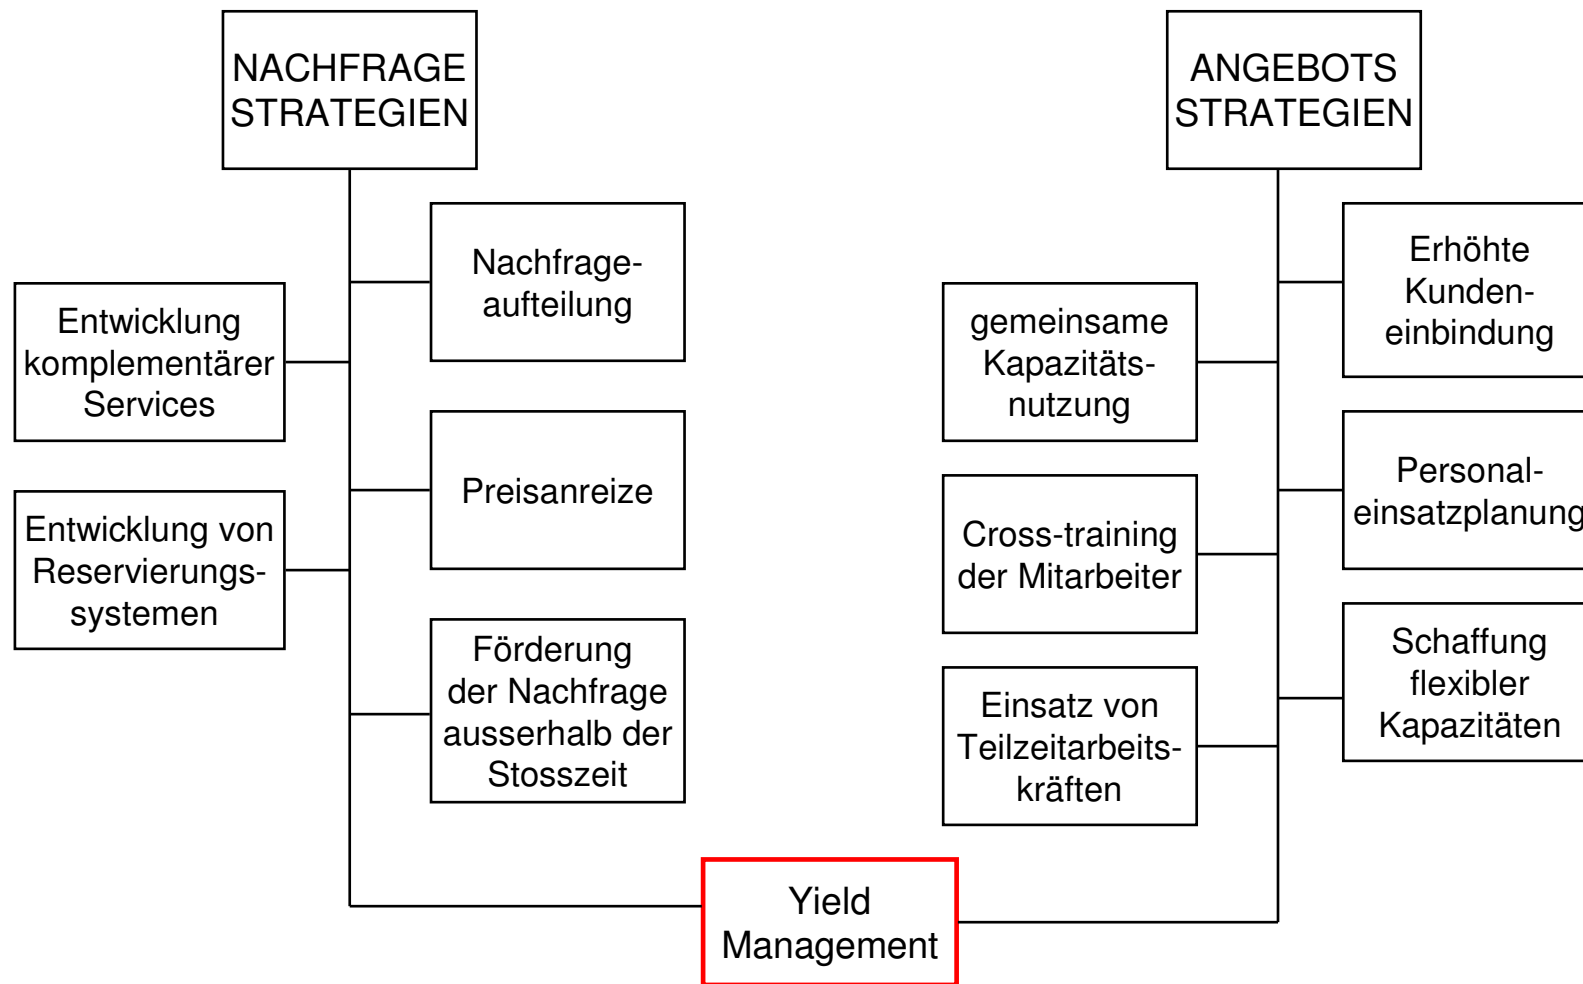 NACHFRAGE
STRATEGIEN
Nachfrage-
aufteilung
Entwicklung
komplementärer
Services
Preisanreize
Entwicklung von
Reservierungs-
systemen
Förderung
der Nachfrage
ausserhalb der
Stosszeit
ANGEBOTS
STRATEGIEN
Erhöhte
Kunden-
einbindung
gemeinsame
Kapazitäts-
nutzung
Personal-
einsatzplanung
Cross-training
der Mitarbeiter
Schaffung
flexibler
Kapazitäten
Einsatz von
Teilzeitarbeits-
kräften
Yield
Management